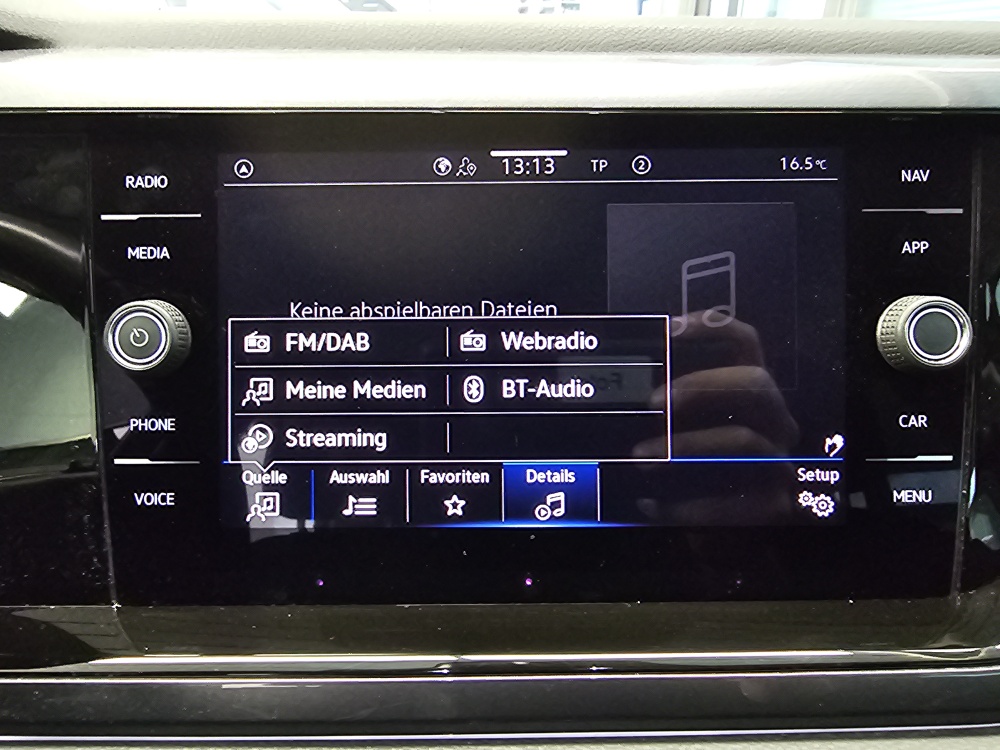 RADIO
MEDIA
PHONE
VOICE
13:13 TP 2 16.5°C
Keine abspielbaren Dateien
FM/DAB Webradio
Meine Medien BT-Audio
Streaming
Quelle Auswahl Favoriten Details Setup
NAV
APP
CAR
MENU